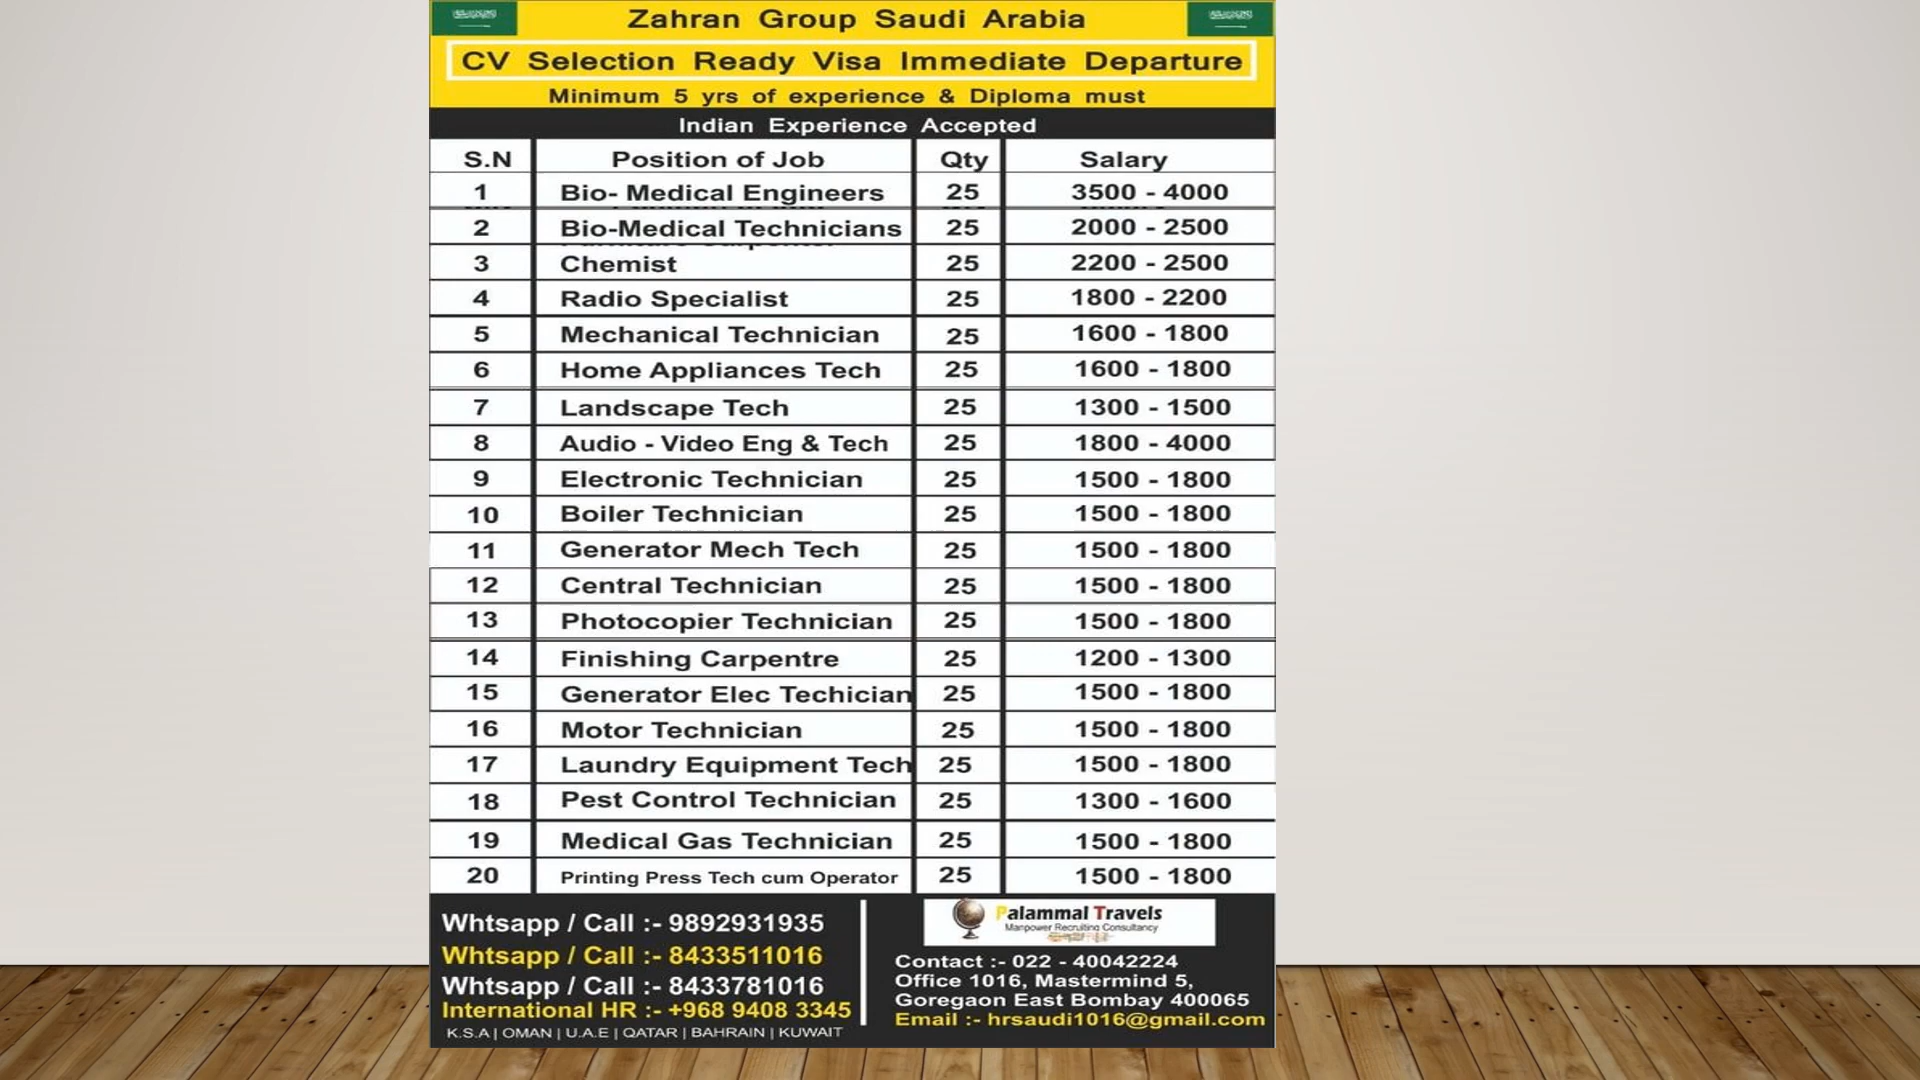 Zahran Group Saudi Arabia
CV Selection Ready Visa Immediate Departure
Minimum 5 yrs of experience & Diploma must
Indian Experience Accepted
S.N Position of Job Qty Salary
1 Bio- Medical Engineers 25 3500 - 4000
2 Bio-Medical Technicians 25 2000 - 2500
3 Chemist 25 2200 - 2500
4 Radio Specialist 25 1800 - 2200
5 Mechanical Technician 25 1600 - 1800
6 Home Appliances Tech 25 1600 - 1800
7 Landscape Tech 25 1300 - 1500
8 Audio - Video Eng & Tech 25 1800 - 4000
9 Electronic Technician 25 1500 - 1800
10 Boiler Technician 25 1500 - 1800
11 Generator Mech Tech 25 1500 - 1800
12 Central Technician 25 1500 - 1800
13 Photocopier Technician 25 1500 - 1800
14 Finishing Carpentre 25 1200 - 1300
15 Generator Elec Techician 25 1500 - 1800
16 Motor Technician 25 1500 - 1800
17 Laundry Equipment Tech 25 1500 - 1800
18 Pest Control Technician 25 1300 - 1600
19 Medical Gas Technician 25 1500 - 1800
20 Printing Press Tech cum Operator 25 1500 - 1800
Whtsapp / Call :- 9892931935
Whtsapp / Call :- 8433511016
Whtsapp / Call :- 8433781016
International HR :- +968 9408 3345
K.S.A | OMAN | U.A.E | QATAR | BAHRAIN | KUWAIT
Palammal Travels
Manpower Recruiting Consultancy
Contact :- 022 - 40042224
Office 1016, Mastermind 5,
Goregaon East Bombay 400065
Email :- hrsaudi1016@gmail.com